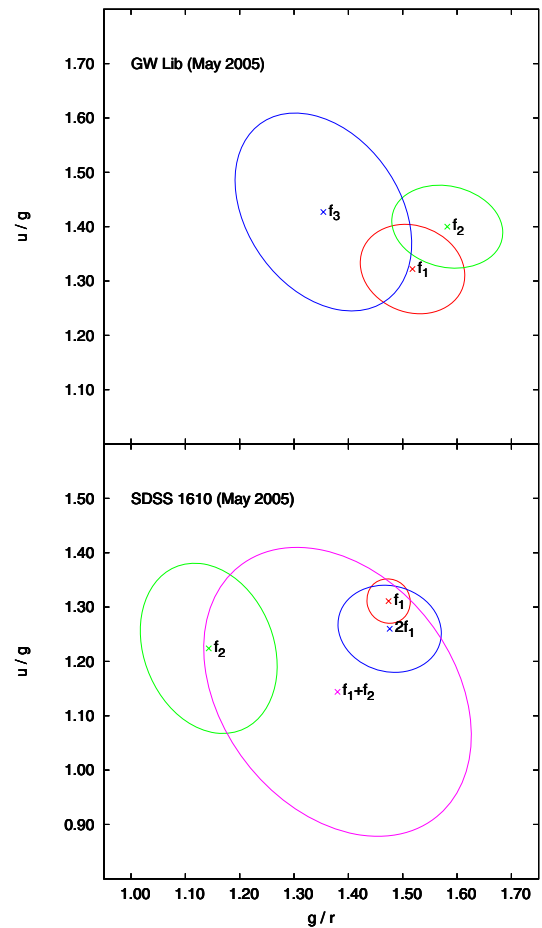 GW Lib (May 2005)
1.70
1.60
1.50
1.40
1.30
1.20
1.10
u / g
f3
f2
f1
SDSS 1610 (May 2005)
1.50
1.40
1.30
1.20
1.10
1.00
0.90
u / g
f1
2f1
f2
f1+f2
1.00 1.10 1.20 1.30 1.40 1.50 1.60 1.70
g / r